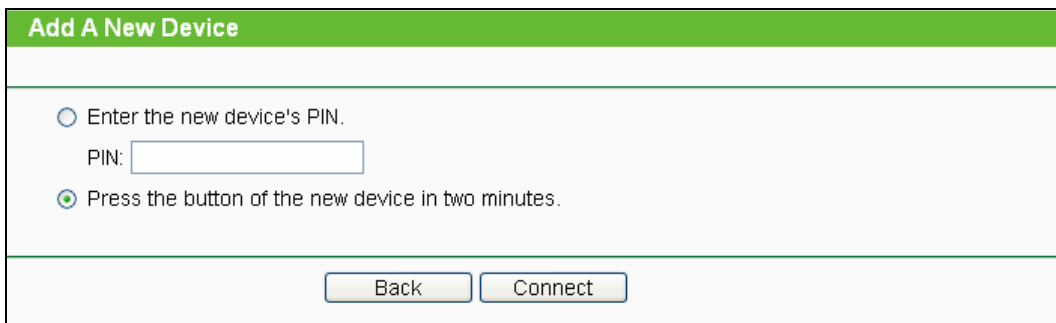 Add A New Device
Enter the new device's PIN.
PIN:
Press the button of the new device in two minutes.
Back Connect